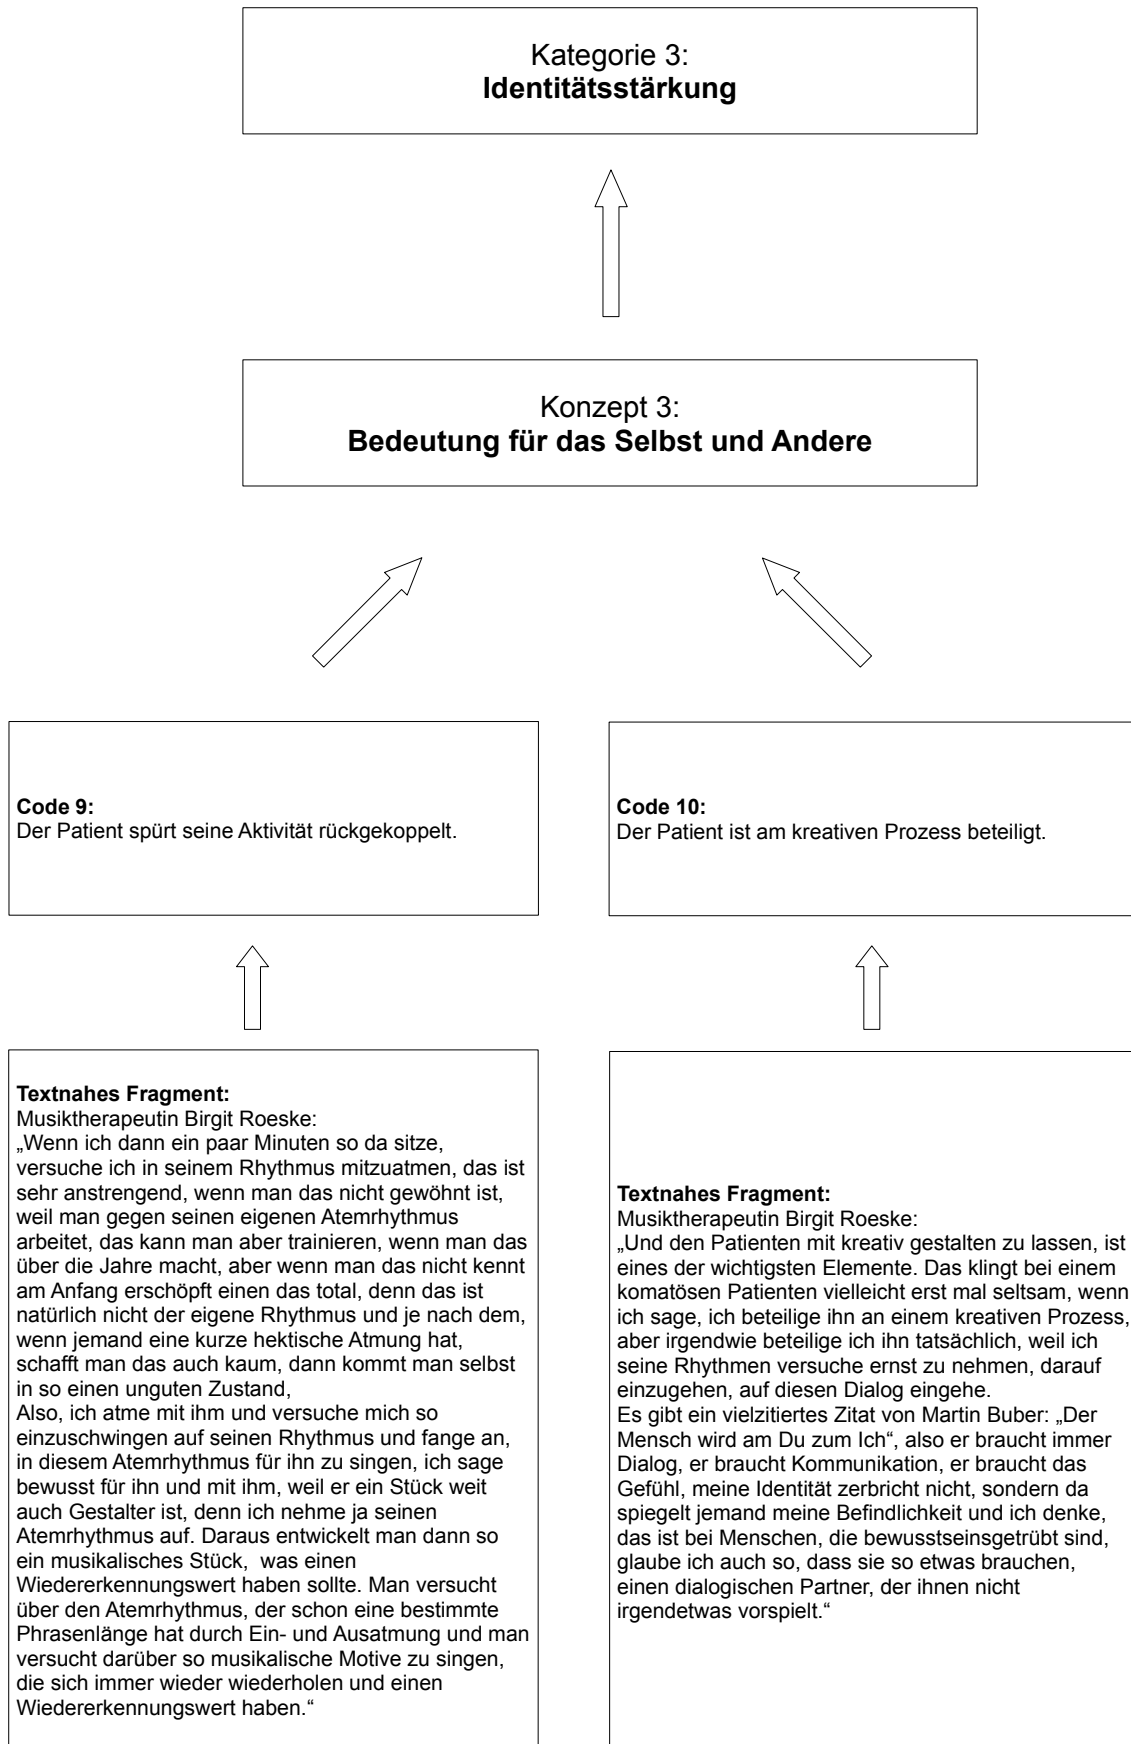 Kategorie 3:
Identitätsstärkung
Konzept 3:
Bedeutung für das Selbst und Andere
Code 9:
Der Patient spürt seine Aktivität rückgekoppelt.
Code 10:
Der Patient ist am kreativen Prozess beteiligt.
Textnahes Fragment:
Musiktherapeutin Birgit Roeske:
„Wenn ich dann ein paar Minuten so da sitze,
versuche ich in seinem Rhythmus mitzuatmen, das ist
sehr anstrengend, wenn man das nicht gewöhnt ist,
weil man gegen seinen eigenen Atemrhythmus
arbeitet, das kann man aber trainieren, wenn man das
über die Jahre macht, aber wenn man das nicht kennt
am Anfang erschöpft einen das total, denn das ist
natürlich nicht der eigene Rhythmus und je nach dem,
wenn jemand eine kurze hektische Atmung hat,
schafft man das auch kaum, dann kommt man selbst
in so einen unguten Zustand,
Also, ich atme mit ihm und versuche mich so
einzuschwingen auf seinen Rhythmus und fange an,
in diesem Atemrhythmus für ihn zu singen, ich sage
bewusst für ihn und mit ihm, weil er ein Stück weit
auch Gestalter ist, denn ich nehme ja seinen
Atemrhythmus auf. Daraus entwickelt man dann so
ein musikalisches Stück,  was einen
Wiedererkennungswert haben sollte. Man versucht
über den Atemrhythmus, der schon eine bestimmte
Phrasenlänge hat durch Ein- und Ausatmung und man
versucht darüber so musikalische Motive zu singen,
die sich immer wieder wiederholen und einen
Wiedererkennungswert haben.“
Textnahes Fragment:
Musiktherapeutin Birgit Roeske:
„Und den Patienten mit kreativ gestalten zu lassen, ist
eines der wichtigsten Elemente. Das klingt bei einem
komatösen Patienten vielleicht erst mal seltsam, wenn
ich sage, ich beteilige ihn an einem kreativen Prozess,
aber irgendwie beteilige ich ihn tatsächlich, weil ich
seine Rhythmen versuche ernst zu nehmen, darauf
einzugehen, auf diesen Dialog eingehe.
Es gibt ein vielzitiertes Zitat von Martin Buber: „Der
Mensch wird am Du zum Ich“, also er braucht immer
Dialog, er braucht Kommunikation, er braucht das
Gefühl, meine Identität zerbricht nicht, sondern da
spiegelt jemand meine Befindlichkeit und ich denke,
das ist bei Menschen, die bewusstseinsgetrübt sind,
glaube ich auch so, dass sie so etwas brauchen,
einen dialogischen Partner, der ihnen nicht
irgendetwas vorspielt.“